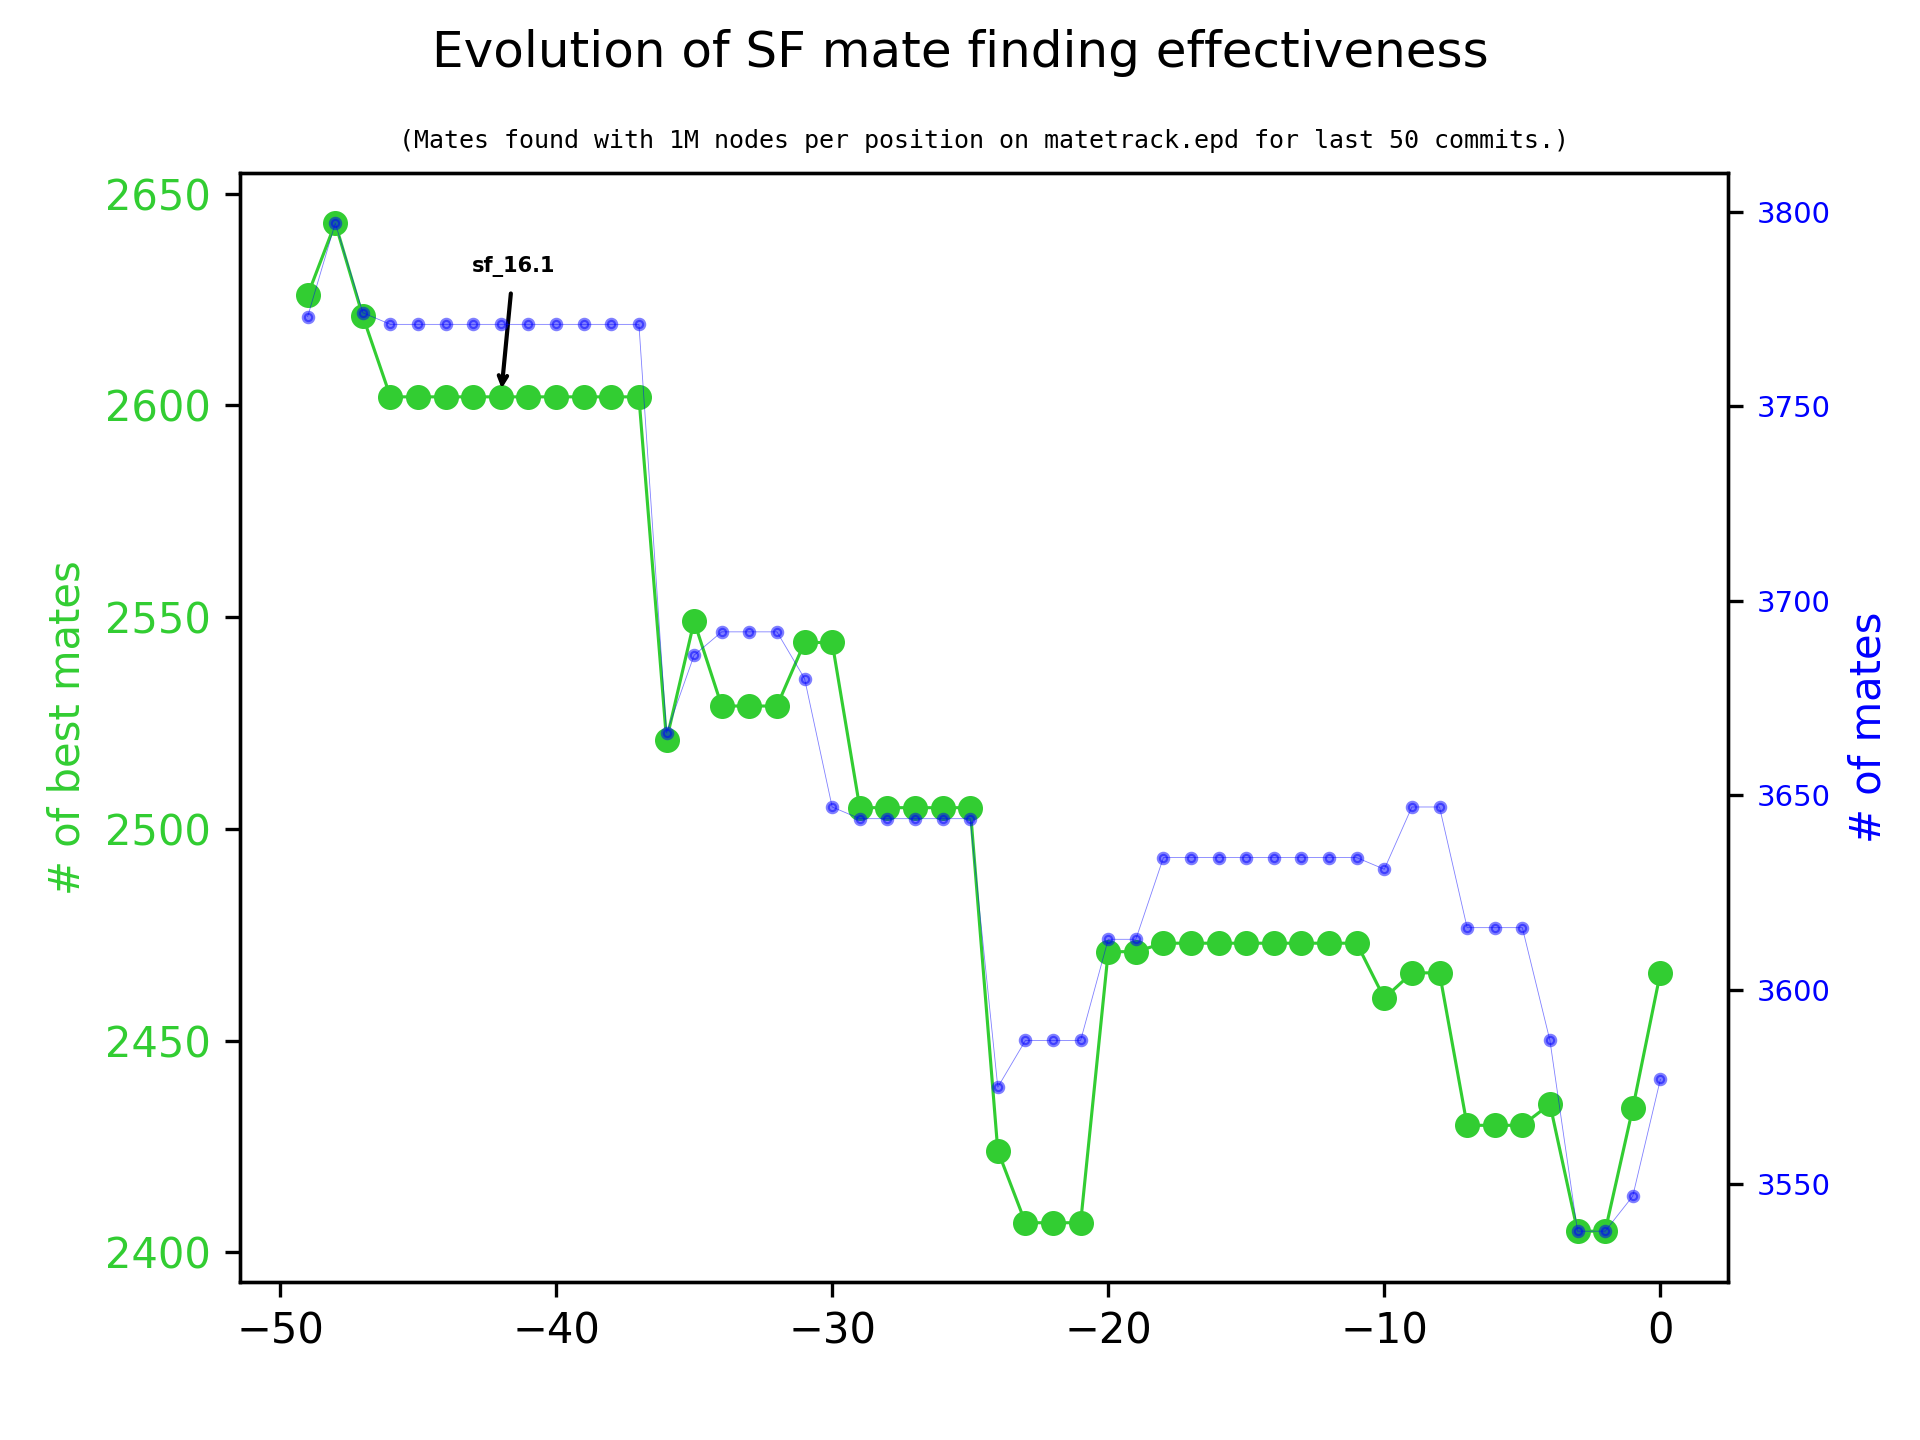 Evolution of SF mate finding effectiveness
(Mates found with 1M nodes per position on matetrack.epd for last 50 commits.)
2650
2600
2550
2500
2450
2400
# of best mates
sf_16.1
3800
3750
3700
3650
3600
3550
# of mates
−50 −40 −30 −20 −10 0